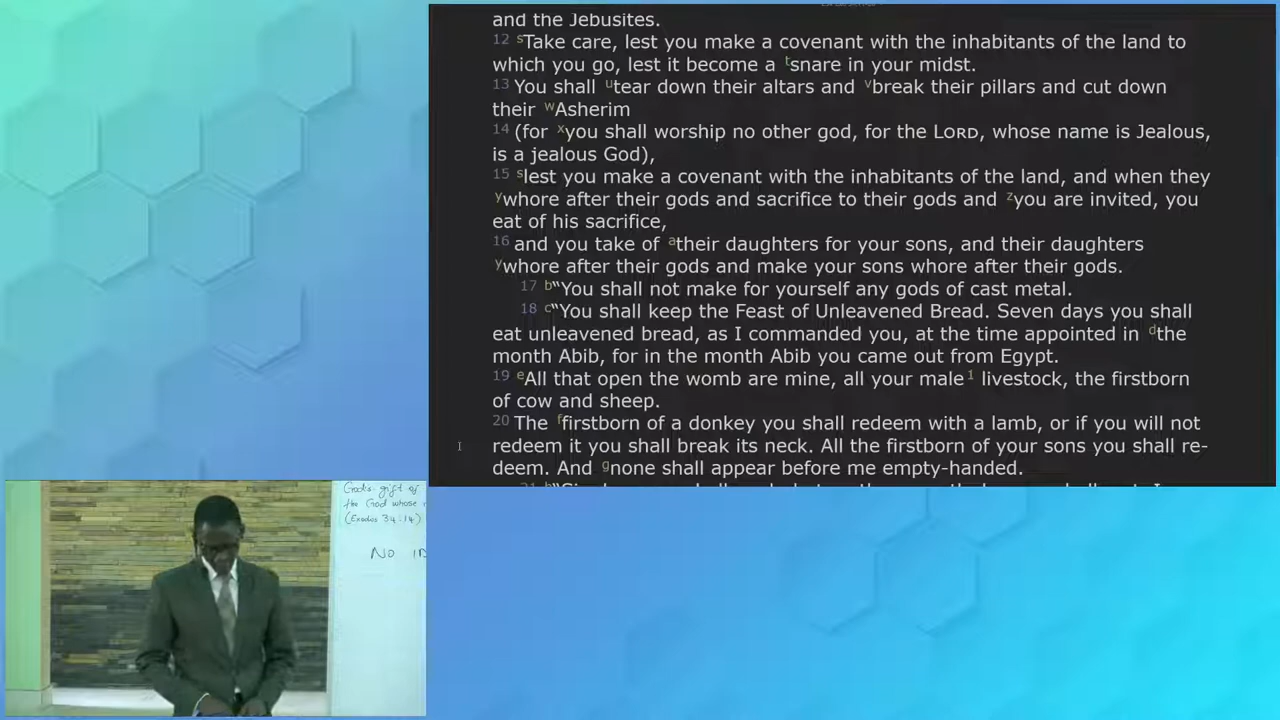 and the Jebusites.
12 sTake care, lest you make a covenant with the inhabitants of the land to
which you go, lest it become a tsnare in your midst.
13 You shall utear down their altars and vbreak their pillars and cut down
their wAsherim
14 (for xyou shall worship no other god, for the LORD, whose name is Jealous,
is a jealous God),
15 slest you make a covenant with the inhabitants of the land, and when they
ywhore after their gods and sacrifice to their gods and zyou are invited, you
eat of his sacrifice,
16 and you take of atheir daughters for your sons, and their daughters
ywhore after their gods and make your sons whore after their gods.
17 b“You shall not make for yourself any gods of cast metal.
18 c“You shall keep the Feast of Unleavened Bread. Seven days you shall
eat unleavened bread, as I commanded you, at the time appointed in dthe
month Abib, for in the month Abib you came out from Egypt.
19 eAll that open the womb are mine, all your male1 livestock, the firstborn
of cow and sheep.
20 The ffirstborn of a donkey you shall redeem with a lamb, or if you will not
redeem it you shall break its neck. All the firstborn of your sons you shall re-
deem. And gnone shall appear before me empty-handed.
God's gift of
the God whose
(Exodus 34:14)
NO